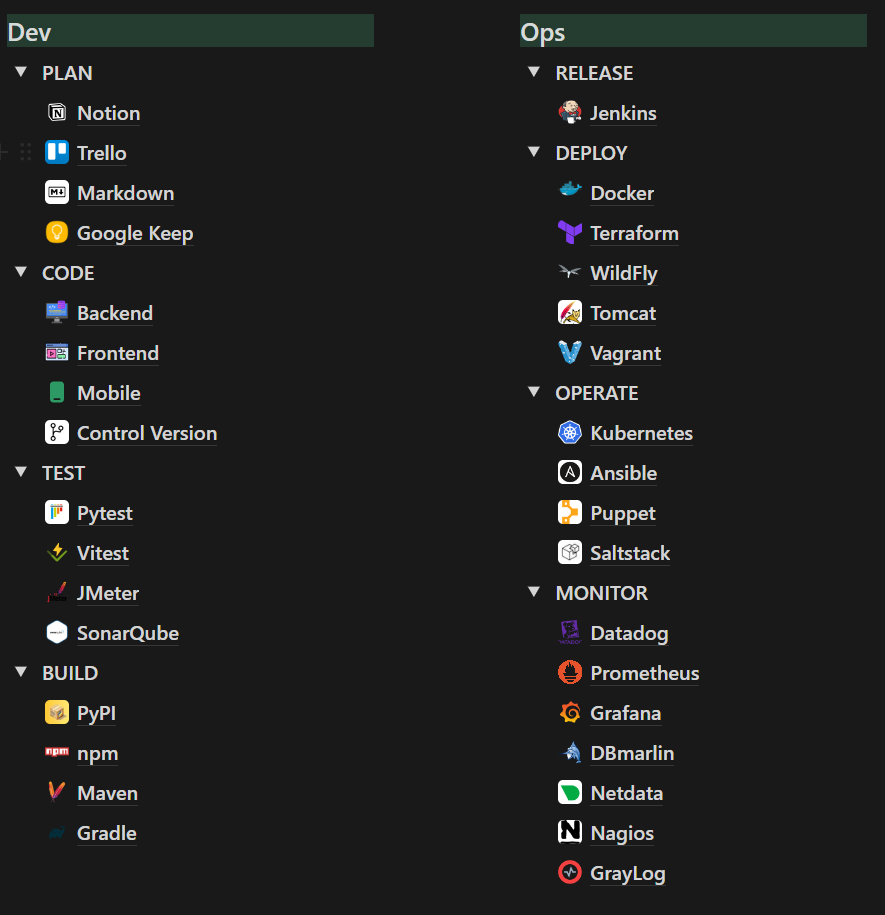 Dev
PLAN
Notion
Trello
Markdown
Google Keep
CODE
Backend
Frontend
Mobile
Control Version
TEST
Pytest
Vitest
JMeter
SonarQube
BUILD
PyPI
npm
npm
Maven
Gradle
Ops
RELEASE
Jenkins
DEPLOY
Docker
Terraform
WildFly
Tomcat
Vagrant
OPERATE
Kubernetes
Ansible
Puppet
Saltstack
MONITOR
DATADOG
Datadog
Prometheus
Grafana
DBmarlin
Netdata
Nagios
GrayLog